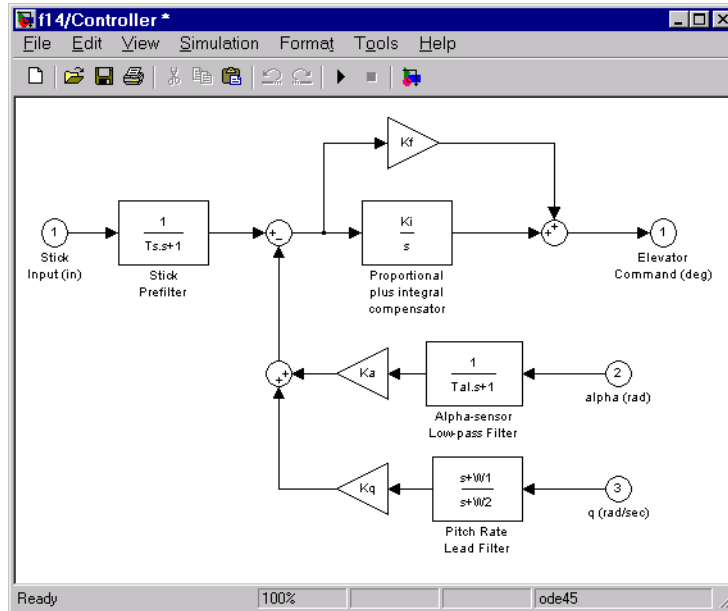 f14/Controller *
File Edit View Simulation Format Tools Help
Kf
1
Stick
Input (in)
1
Ts.s+1
Stick
Prefilter
+
−
Ki
s
Proportional
plus integral
compensator
+
+
1
Elevator
Command (deg)
+
+
Ka
1
Tal.s+1
Alpha-sensor
Low-pass Filter
2
alpha (rad)
Kq
s+W1
s+W2
Pitch Rate
Lead Filter
3
q (rad/sec)
Ready 100% ode45